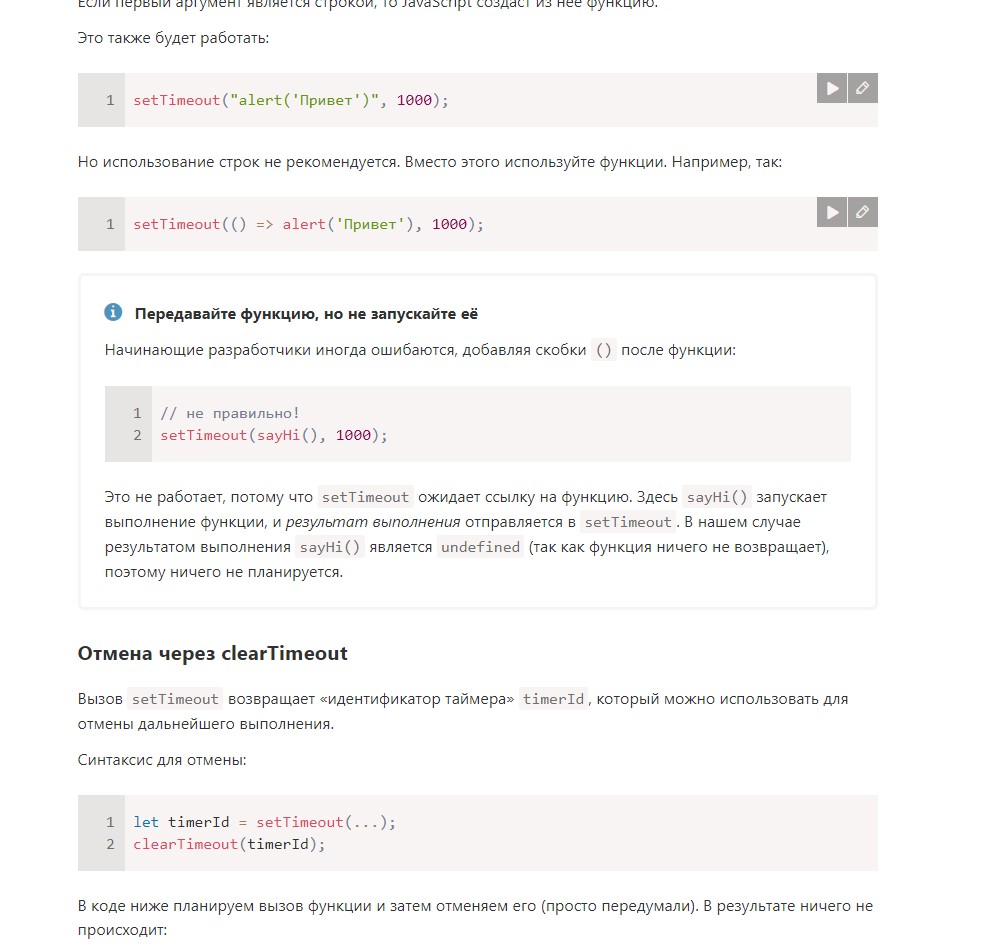 Если первый аргумент является строкой, то JavaScript создаст из неё функцию.
Это также будет работать:
1 setTimeout("alert('Привет')", 1000);
Но использование строк не рекомендуется. Вместо этого используйте функции. Например, так:
1 setTimeout(() => alert('Привет'), 1000);
Передавайте функцию, но не запускайте её
Начинающие разработчики иногда ошибаются, добавляя скобки () после функции:
1 // не правильно!
2 setTimeout(sayHi(), 1000);
Это не работает, потому что setTimeout ожидает ссылку на функцию. Здесь sayHi() запускает
выполнение функции, и результат выполнения отправляется в setTimeout. В нашем случае
результатом выполнения sayHi() является undefined (так как функция ничего не возвращает),
поэтому ничего не планируется.
Отмена через clearTimeout
Вызов setTimeout возвращает «идентификатор таймера» timerId, который можно использовать для
отмены дальнейшего выполнения.
Синтаксис для отмены:
1 let timerId = setTimeout(...);
2 clearTimeout(timerId);
В коде ниже планируем вызов функции и затем отменяем его (просто передумали). В результате ничего не
происходит: